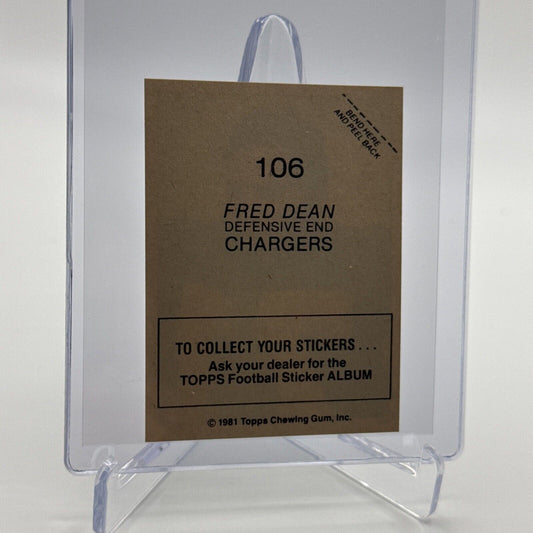 BEND HERE
AND PEEL BACK
106
FRED DEAN
DEFENSIVE END
CHARGERS
TO COLLECT YOUR STICKERS...
Ask your dealer for the
TOPPS Football Sticker ALBUM
© 1981 Topps Chewing Gum, Inc.